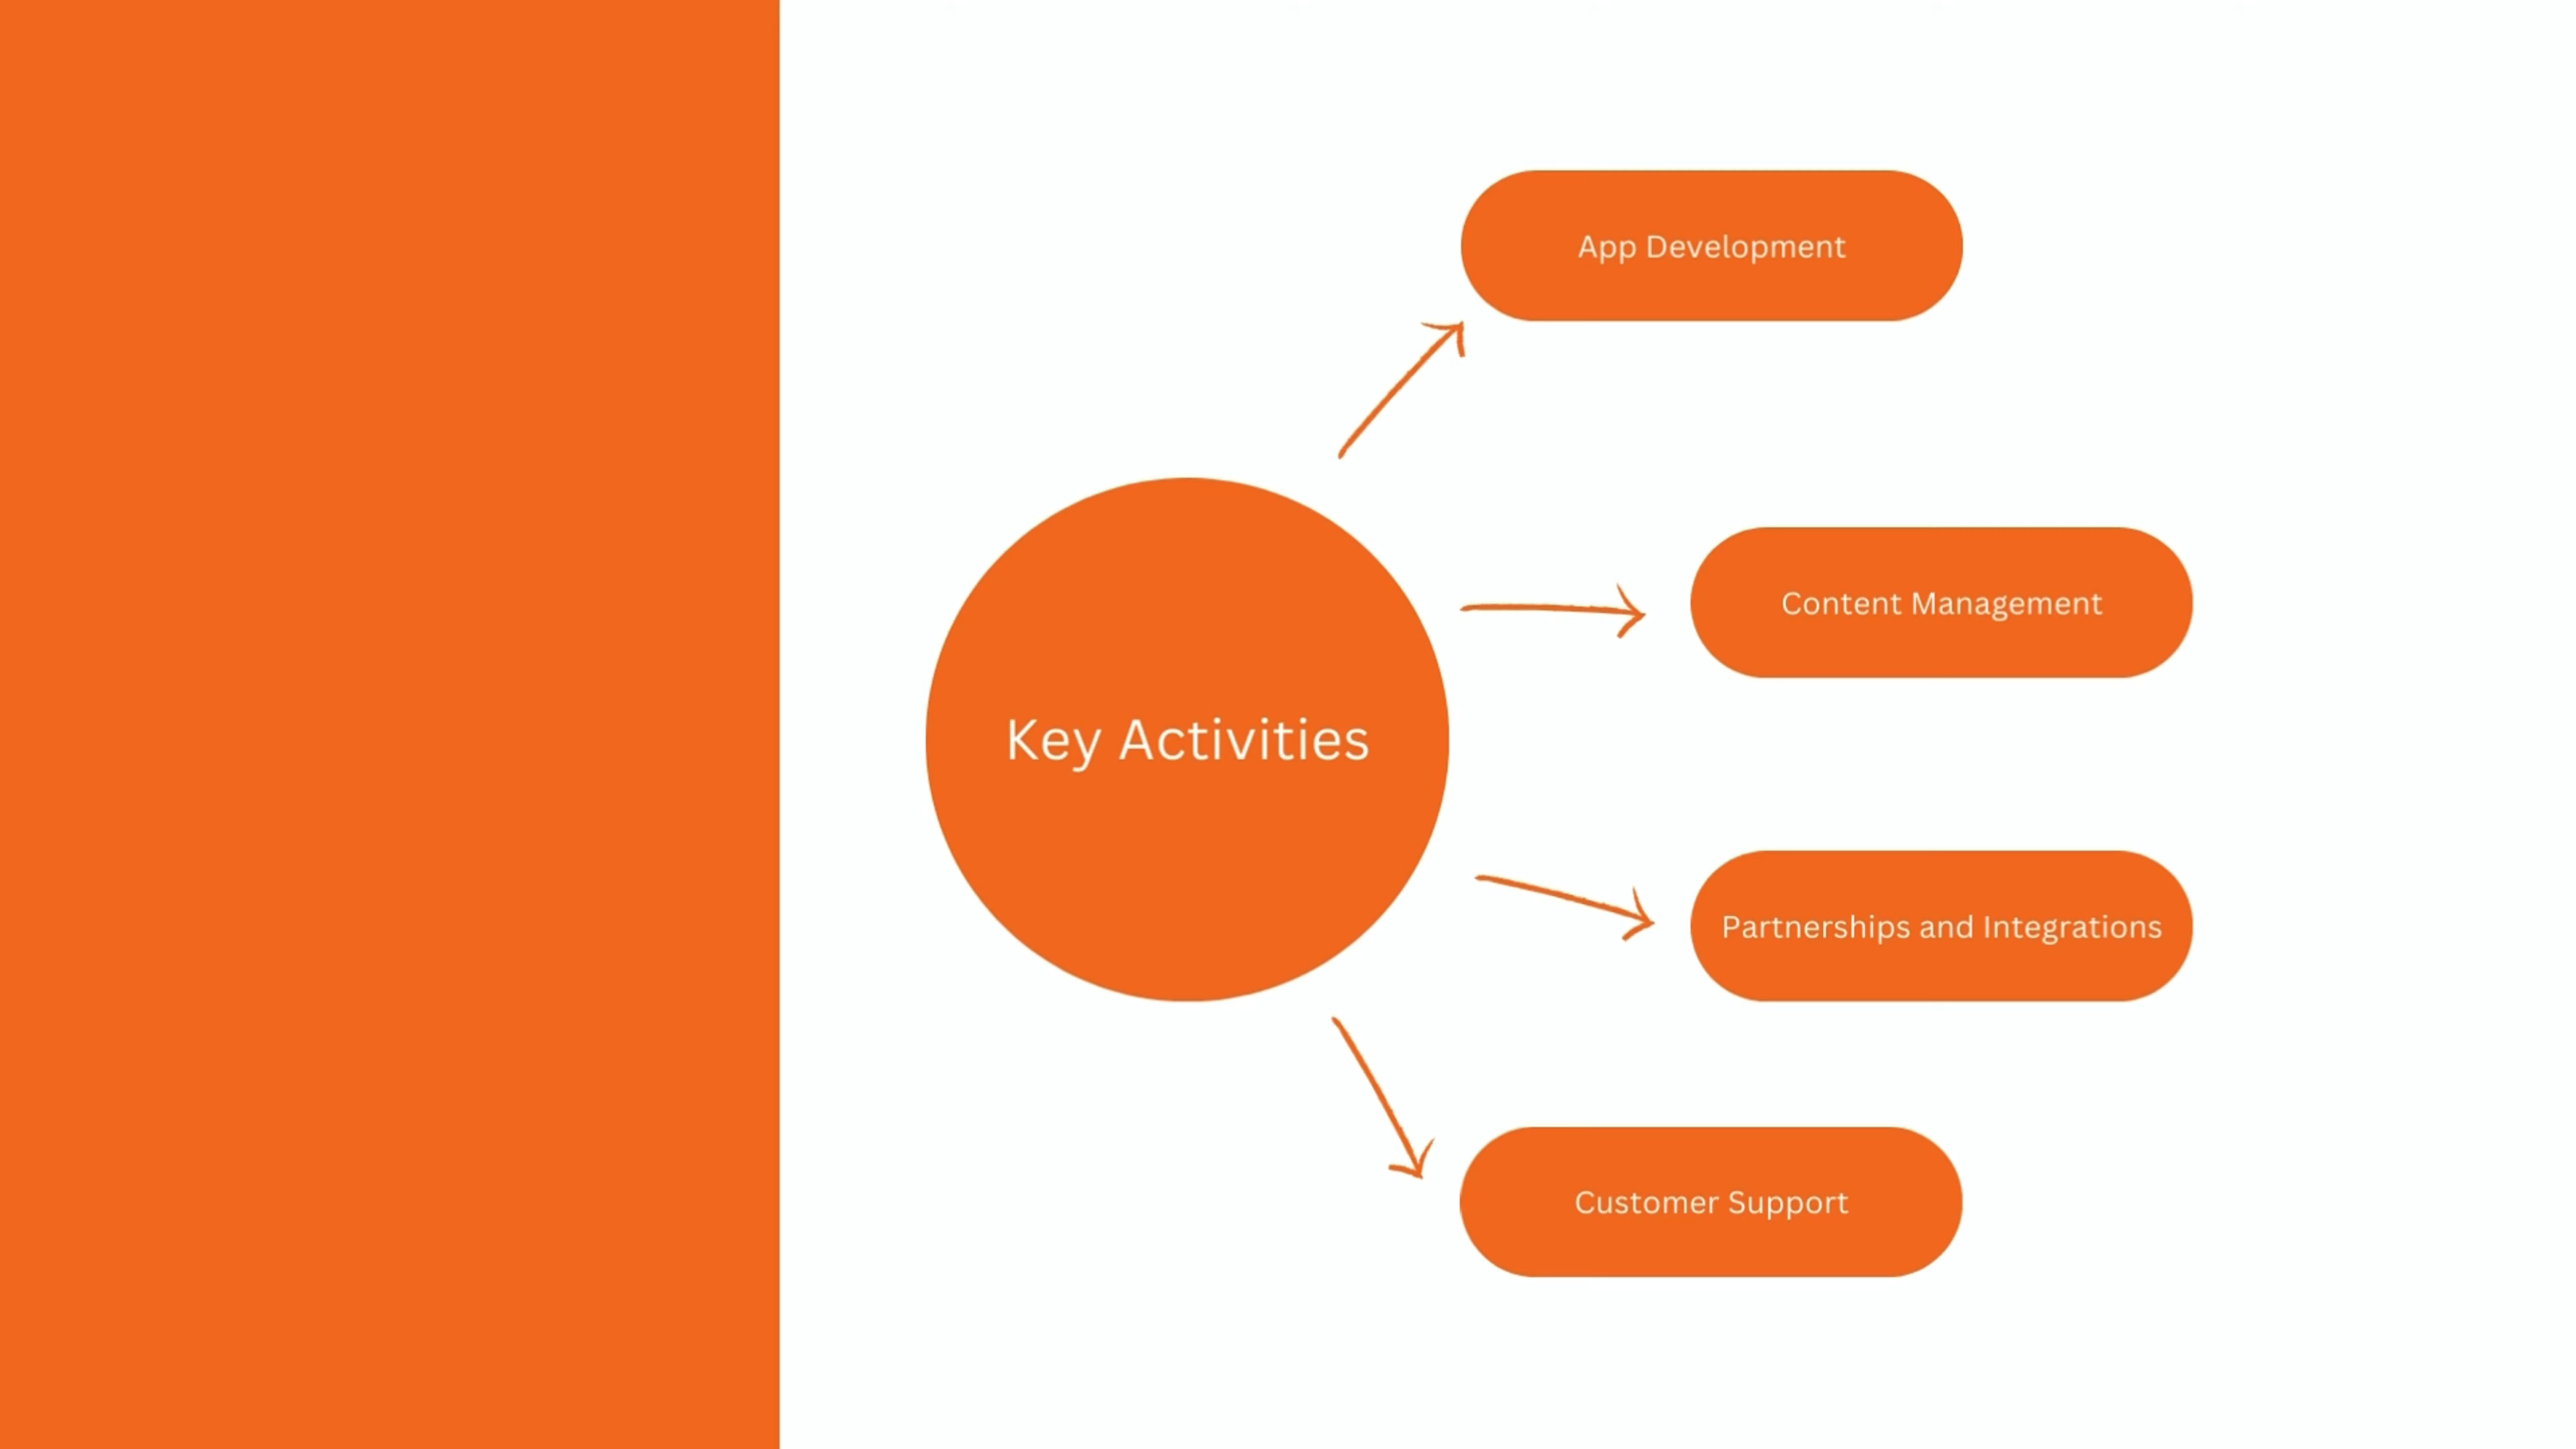 App Development
Content Management
Key Activities
Partnerships and Integrations
Customer Support